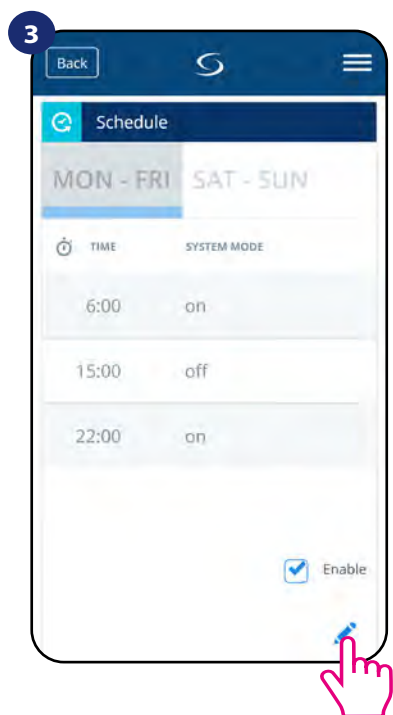 3
Back
Schedule
MON - FRI SAT - SUN
TIME SYSTEM MODE
6:00 on
15:00 off
22:00 on
Enable